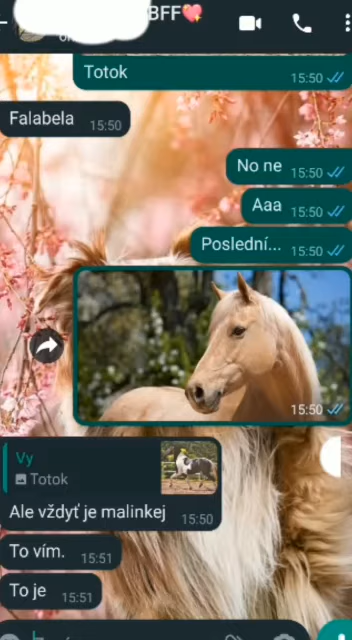 BFF💖
Totok 15:50
Falabela 15:50
No ne 15:50
Aaa 15:50
Poslední... 15:50
15:50
Vy
Totok
Ale vždyť je malinkej 15:50
To vím. 15:51
To je 15:51